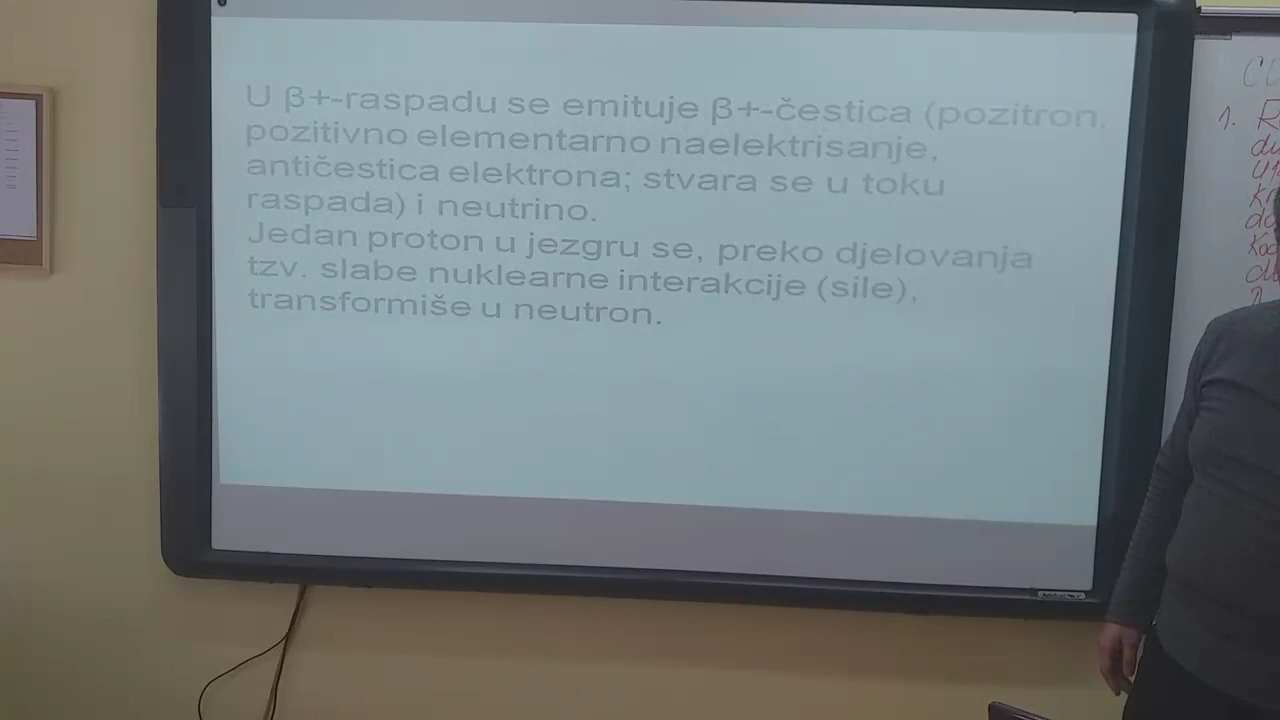 U β+-raspadu se emituje β+-čestica (pozitron,
pozitivno elementarno naelektrisanje,
antičestica elektrona; stvara se u toku
raspada) i neutrino.
Jedan proton u jezgru se, preko djelovanja
tzv. slabe nuklearne interakcije (sile),
transformiše u neutron.
1.